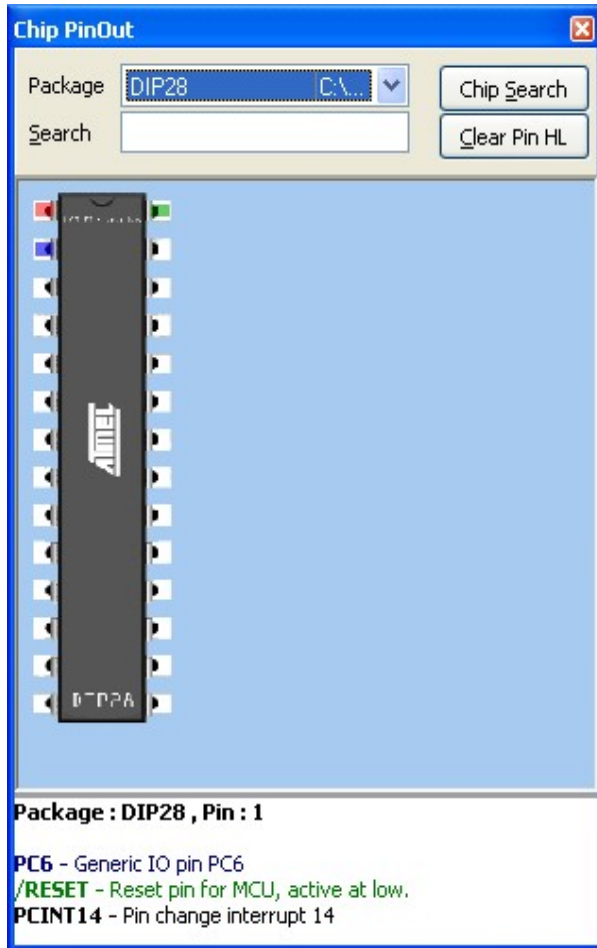 Chip PinOut
Package DIP28 C:\... Chip Search
Search Clear Pin HL
ATMEL
Package : DIP28 , Pin : 1
PC6 - Generic IO pin PC6
/RESET - Reset pin for MCU, active at low.
PCINT14 - Pin change interrupt 14